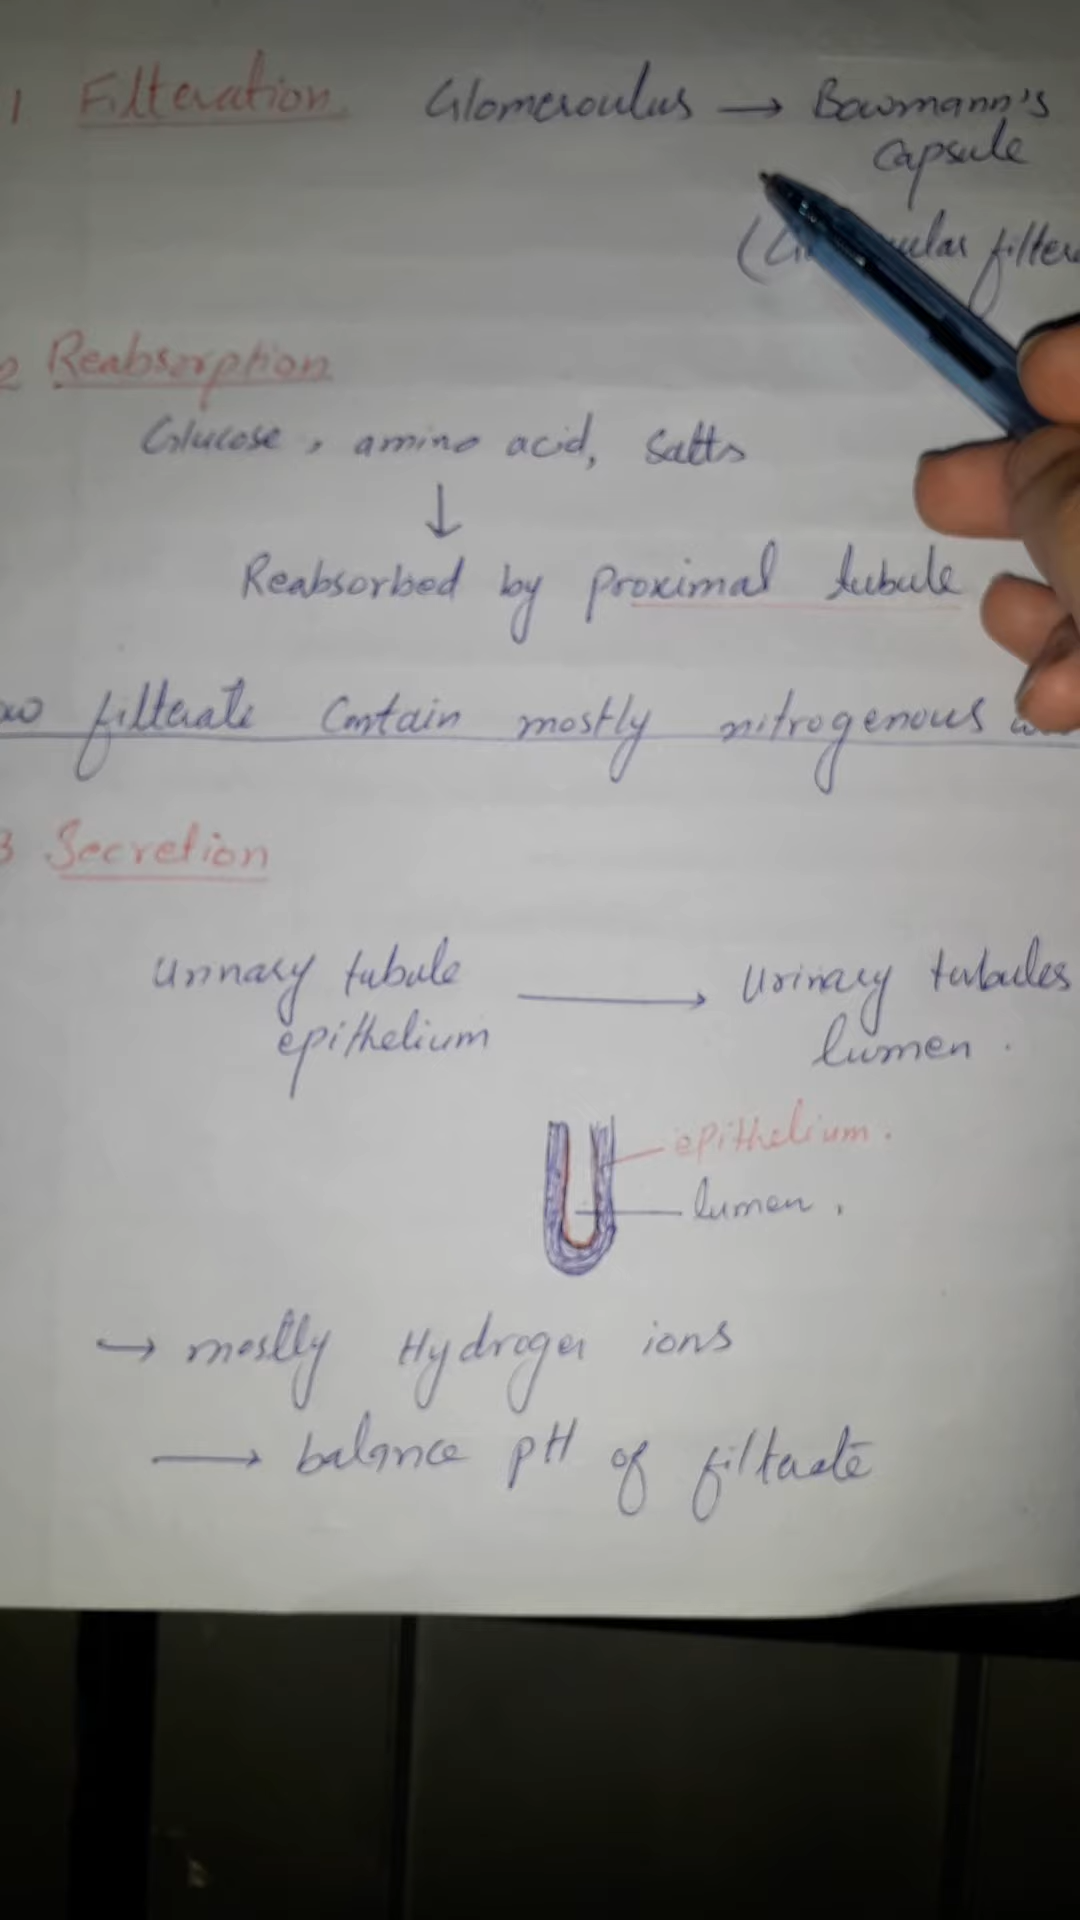 1 Filteration Glomeroulus → Bowmann's
capsule
filter
2 Reabsorption
Glucose, amino acid, Salts
↓
Reabsorbed by proximal tubule
filterate Contain mostly nitrogenous
3 Secretion
Urinary tubule → Urinary tubules
epithelium lumen.
epithelium.
lumen,
→ mostly Hydrogen ions
→ balance pH of filtrate